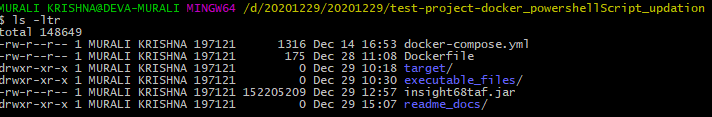 MURALI KRISHNA@DEVA-MURALI MINGW64 /d/20201229/20201229/test-project-docker_powershellScript_updation
$ ls -ltr
total 148649
-rw-r--r-- 1 MURALI KRISHNA 197121      1316 Dec 14 16:53 docker-compose.yml
-rw-r--r-- 1 MURALI KRISHNA 197121       175 Dec 28 11:08 Dockerfile
drwxr-xr-x 1 MURALI KRISHNA 197121         0 Dec 29 10:18 target/
drwxr-xr-x 1 MURALI KRISHNA 197121         0 Dec 29 10:30 executable_files/
-rw-r--r-- 1 MURALI KRISHNA 197121 152205209 Dec 29 12:57 insight68taf.jar
drwxr-xr-x 1 MURALI KRISHNA 197121         0 Dec 29 15:07 readme_docs/